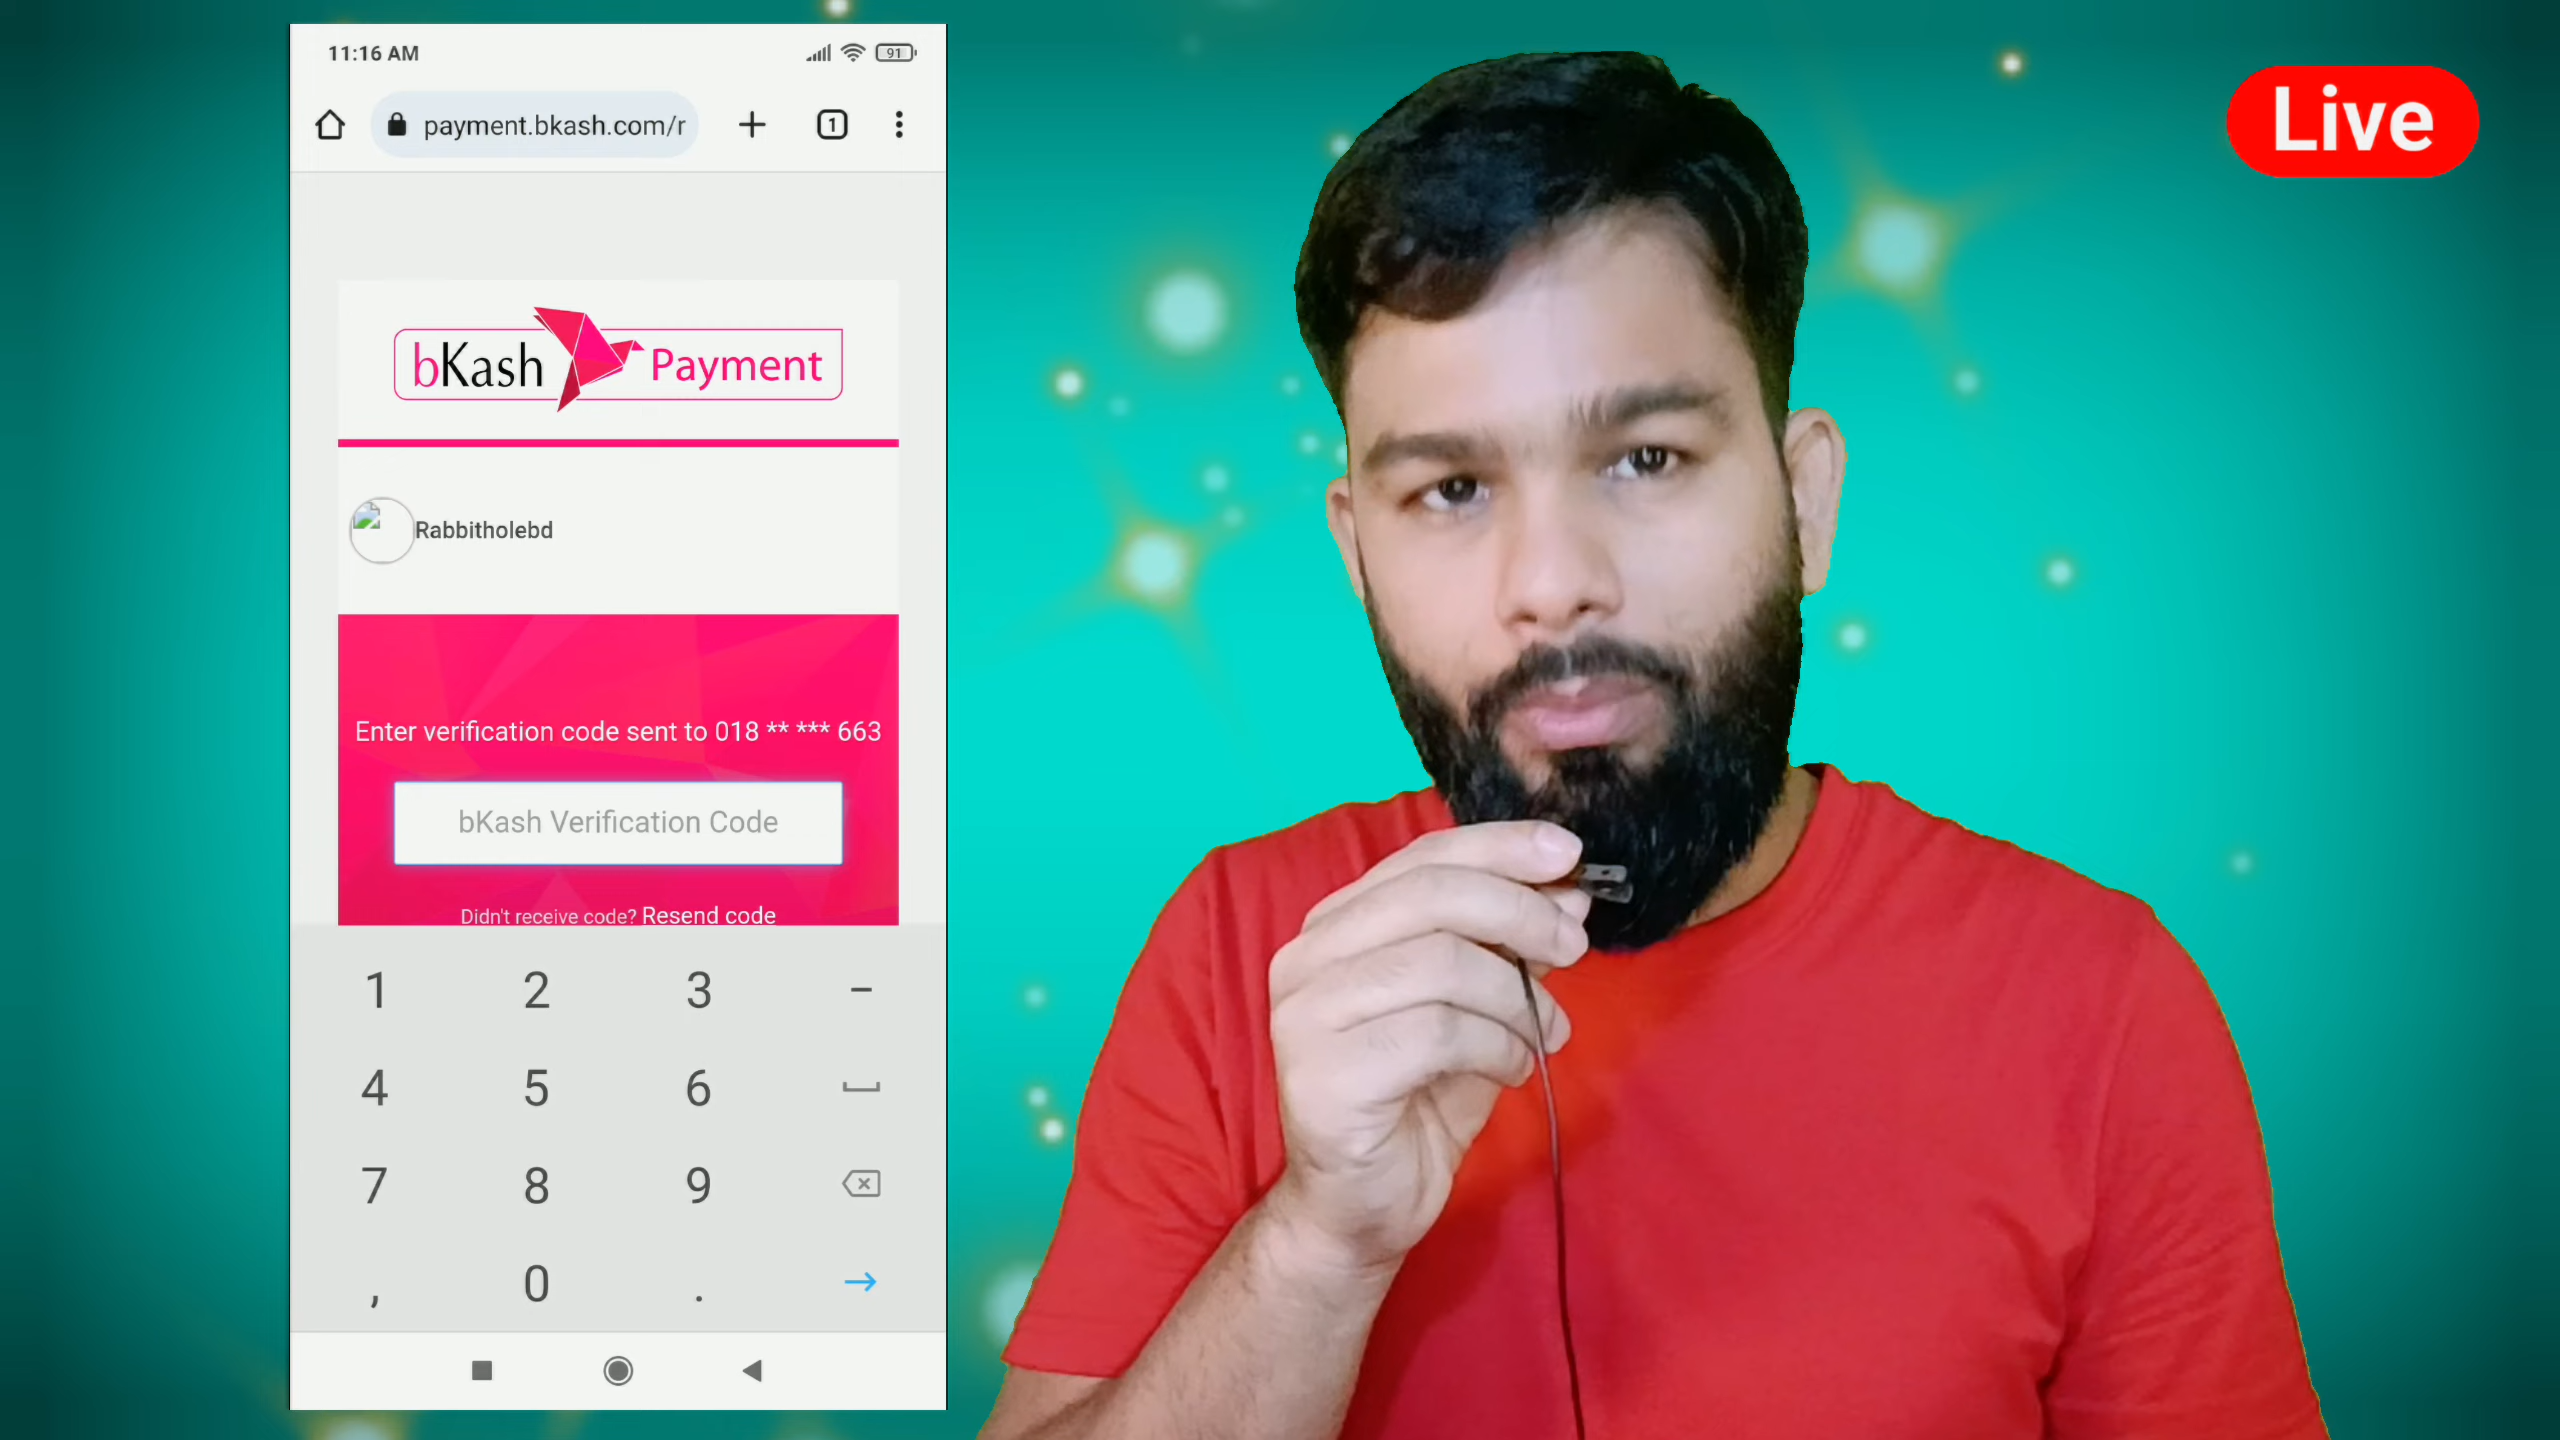 11:16 AM
91
payment.bkash.com/r
1
bKash Payment
Rabbitholebd
Enter verification code sent to 018 ** *** 663
bKash Verification Code
Didn't receive code? Resend code
1 2 3 –
4 5 6
7 8 9
, 0 .
Live